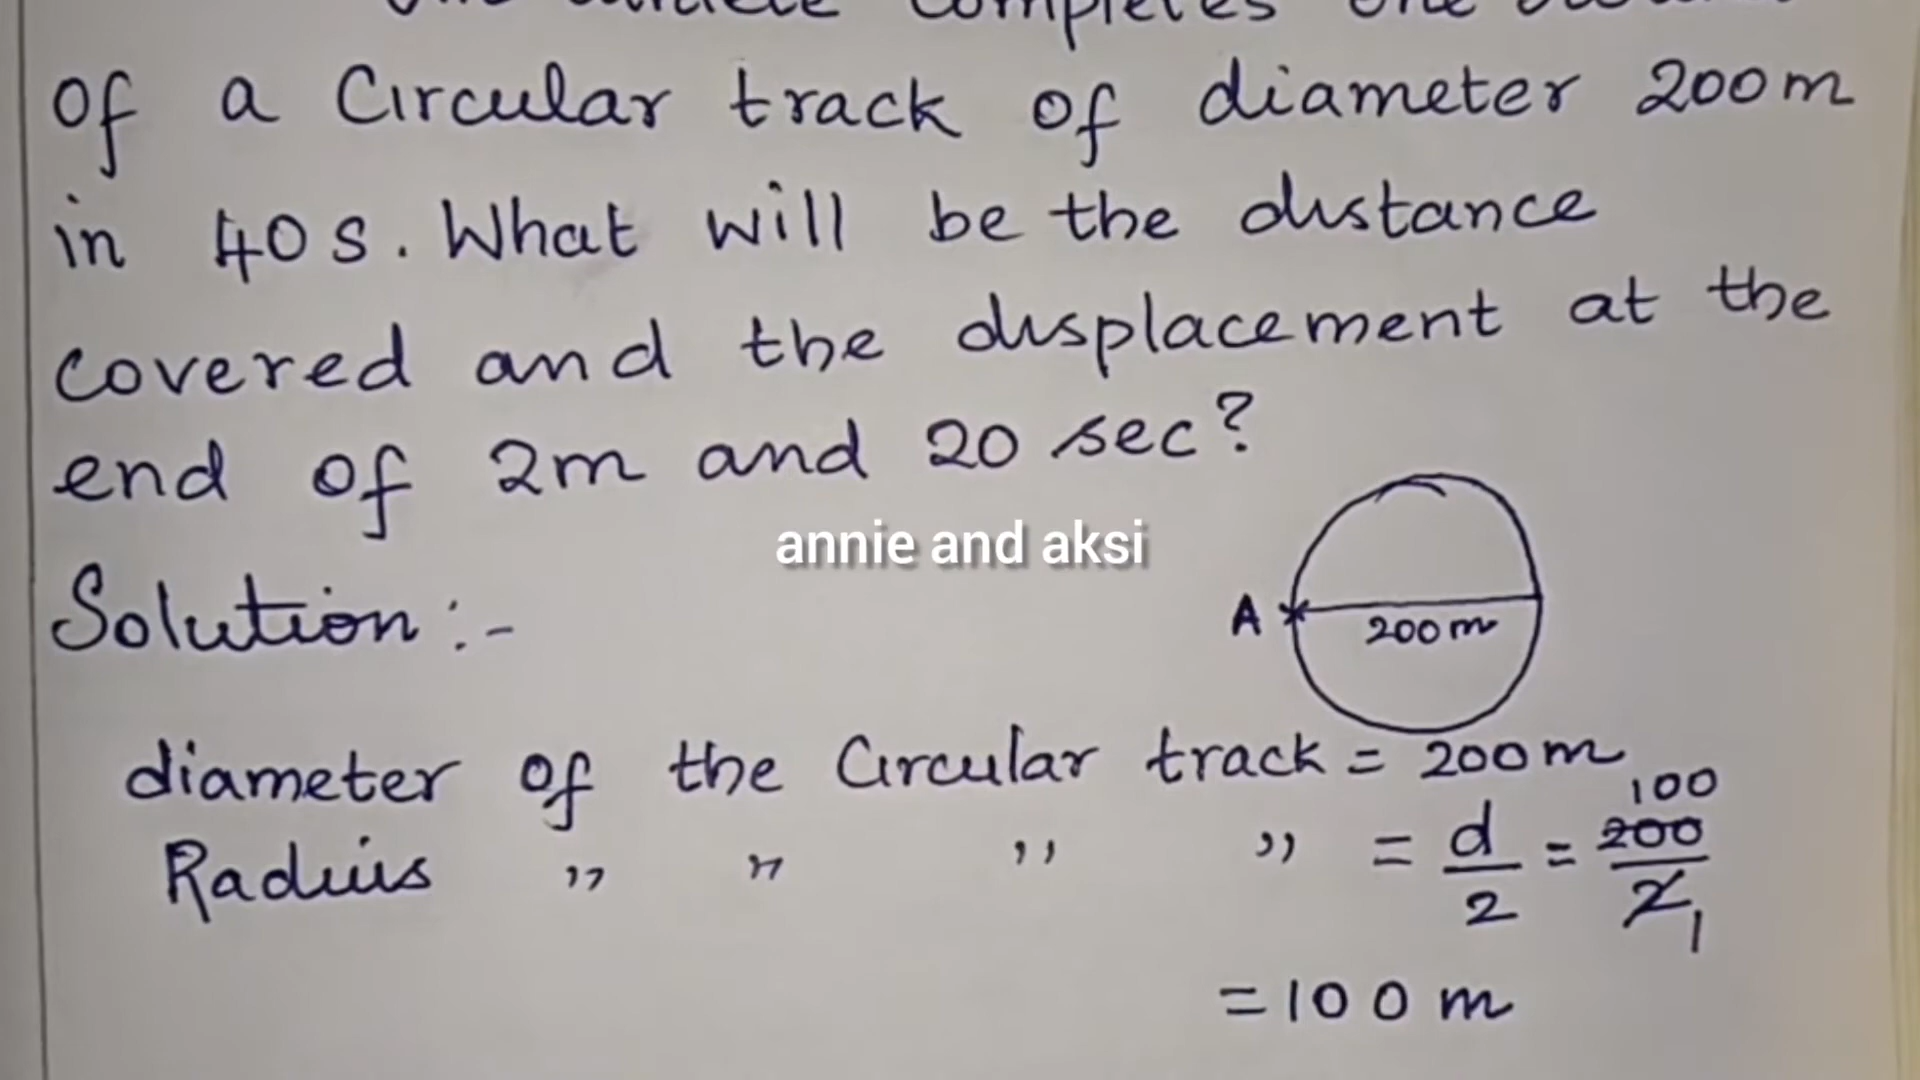 completes one
of a Circular track of diameter 200m
in 40s. What will be the distance
covered and the displacement at the
end of 2m and 20 sec?
annie and aksi
Solution :-
A 200m
diameter of the Circular track = 200m
Radius " " " " = d/2 = 200/2 100 1
= 100 m